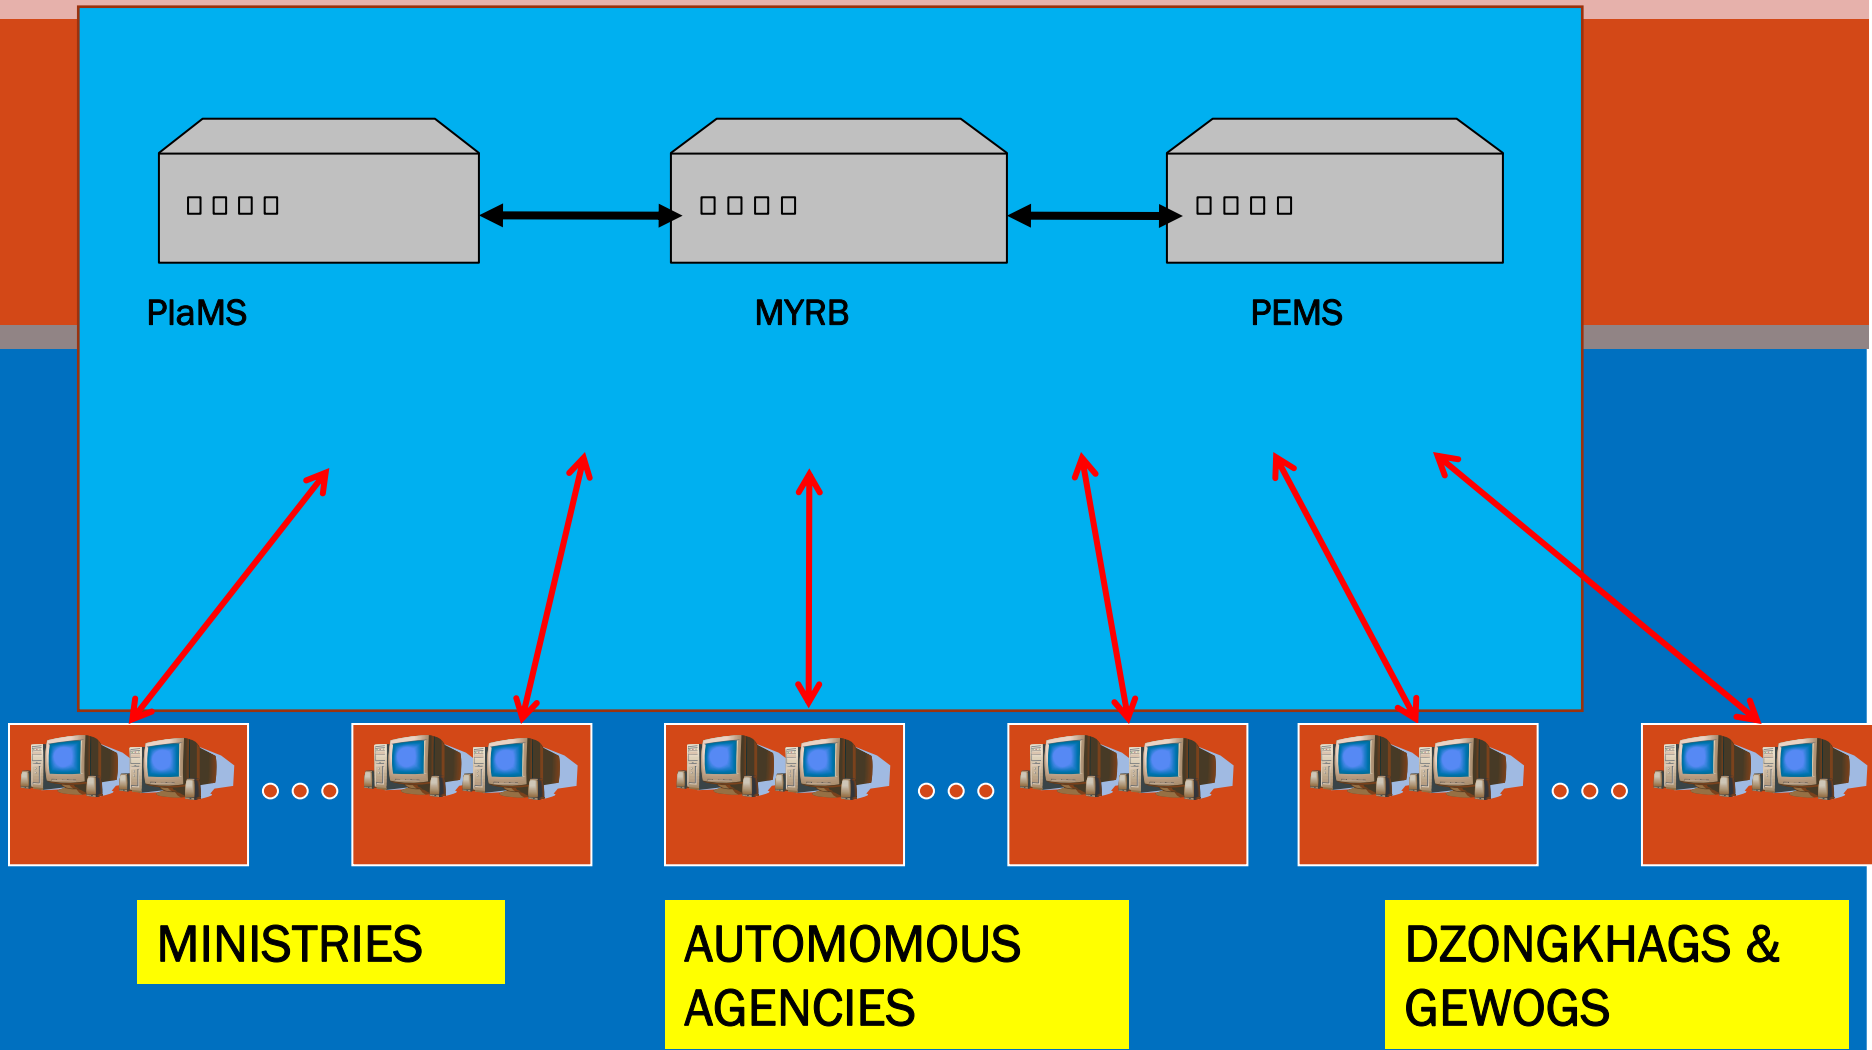 PlaMS
MYRB
PEMS
MINISTRIES
AUTOMOMOUS
AGENCIES
DZONGKHAGS &
GEWOGS